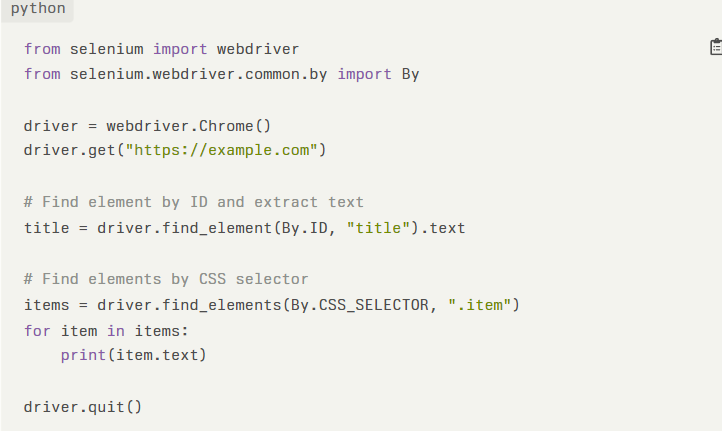 python
from selenium import webdriver
from selenium.webdriver.common.by import By
driver = webdriver.Chrome()
driver.get("https://example.com")
# Find element by ID and extract text
title = driver.find_element(By.ID, "title").text
# Find elements by CSS selector
items = driver.find_elements(By.CSS_SELECTOR, ".item")
for item in items:
    print(item.text)
driver.quit()